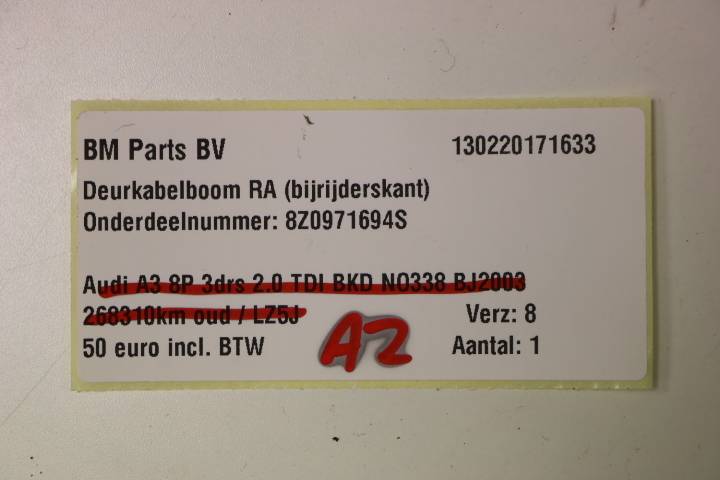 BM Parts BV 130220171633
Deurkabelboom RA (bijrijderskant)
Onderdeelnummer: 8Z0971694S
Audi A3 8P 3drs 2.0 TDI BKD NO338 BJ2003
268310km oud / LZ5J Verz: 8
50 euro incl. BTW A2 Aantal: 1